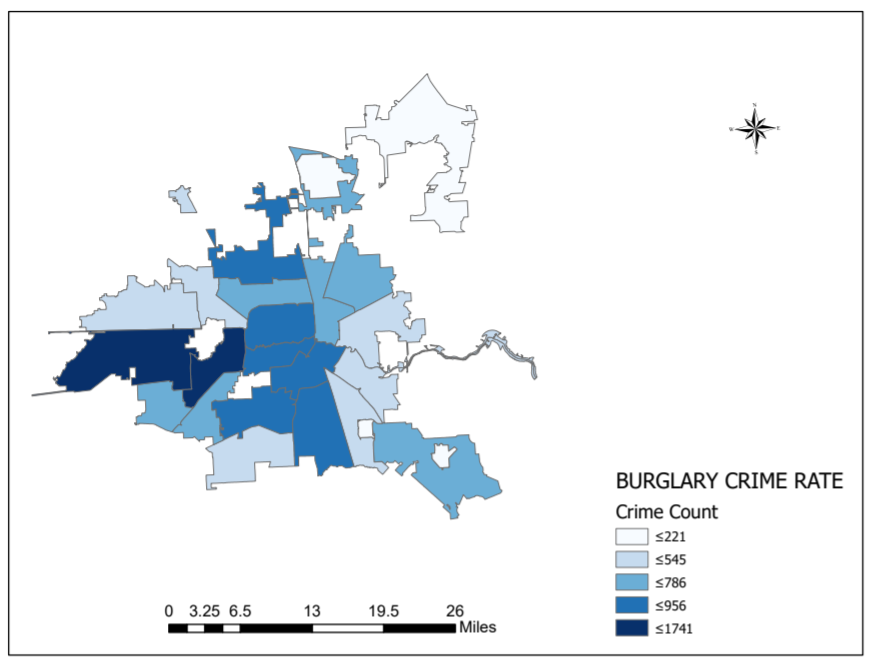 N
W E
S
BURGLARY CRIME RATE
Crime Count
≤221
≤545
≤786
≤956
≤1741
0 3.25 6.5 13 19.5 26
Miles